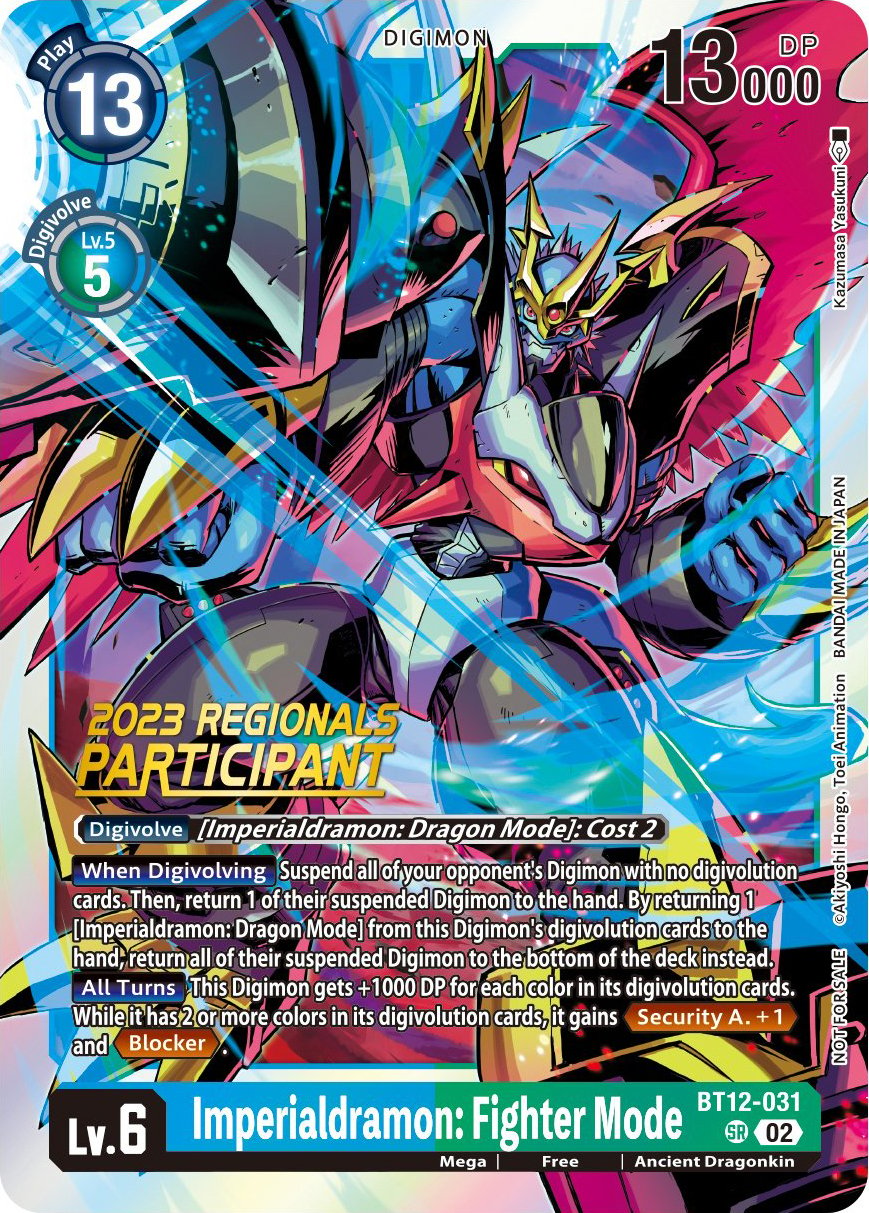 DIGIMON
Play
13
13000
DP
Digivolve
Lv.5
5
Kazumasa Yasukuni
BANDAI MADE IN JAPAN
©Akiyoshi Hongo, Toei Animation
NOT FOR SALE
2023 REGIONALS
PARTICIPANT
Digivolve [Imperialdramon: Dragon Mode]: Cost 2
When Digivolving Suspend all of your opponent's Digimon with no digivolution
cards. Then, return 1 of their suspended Digimon to the hand. By returning 1
[Imperialdramon: Dragon Mode] from this Digimon's digivolution cards to the
hand, return all of their suspended Digimon to the bottom of the deck instead.
All Turns This Digimon gets +1000 DP for each color in its digivolution cards.
While it has 2 or more colors in its digivolution cards, it gains Security A. +1
and Blocker .
Lv.6
Imperialdramon: Fighter Mode
BT12-031
SR 02
Mega | Free | Ancient Dragonkin